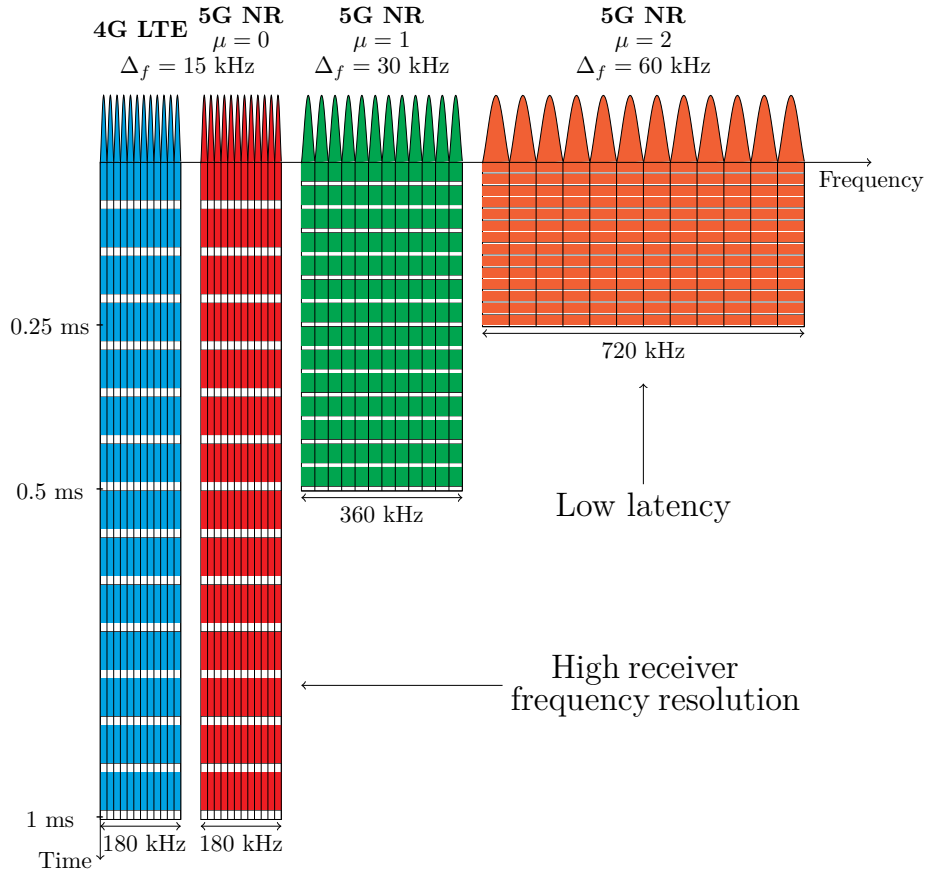 4G LTE
5G NR
μ = 0
Δf = 15 kHz
5G NR
μ = 1
Δf = 30 kHz
5G NR
μ = 2
Δf = 60 kHz
Frequency
0.25 ms
720 kHz
0.5 ms
360 kHz
Low latency
High receiver
frequency resolution
1 ms
180 kHz
180 kHz
Time